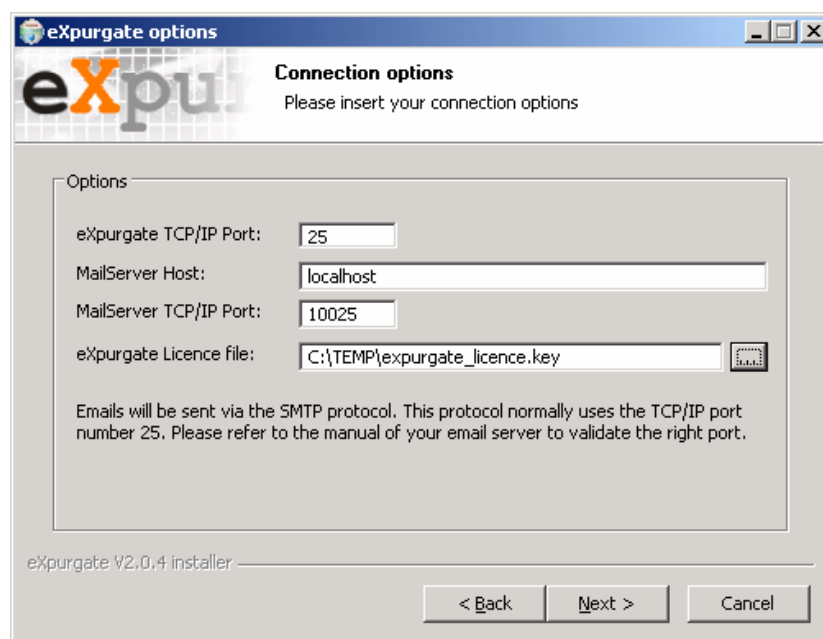 eXpurgate options
eXpu
Connection options
Please insert your connection options
Options
eXpurgate TCP/IP Port: 25
MailServer Host: localhost
MailServer TCP/IP Port: 10025
eXpurgate Licence file: C:\TEMP\expurgate_licence.key ...
Emails will be sent via the SMTP protocol. This protocol normally uses the TCP/IP port
number 25. Please refer to the manual of your email server to validate the right port.
eXpurgate V2.0.4 installer
< Back Next > Cancel